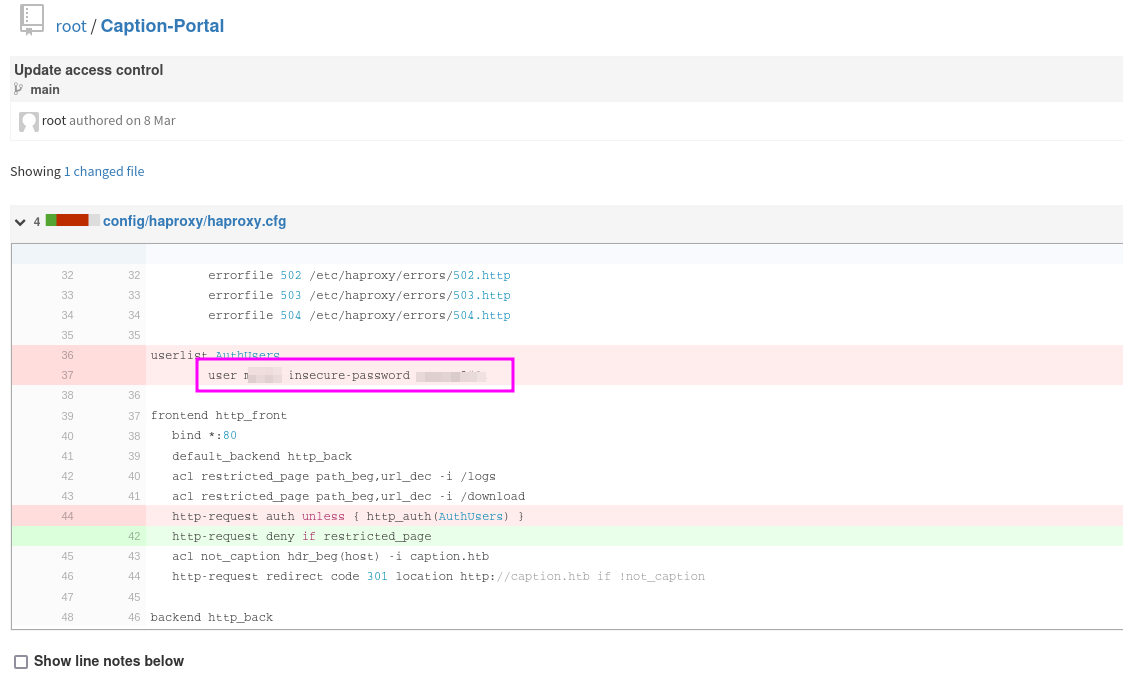 root / Caption-Portal
Update access control
main
root authored on 8 Mar
Showing 1 changed file
4 config/haproxy/haproxy.cfg
32 32 errorfile 502 /etc/haproxy/errors/502.http
33 33 errorfile 503 /etc/haproxy/errors/503.http
34 34 errorfile 504 /etc/haproxy/errors/504.http
35 35
36 userlist AuthUsers
37 user insecure-password
38 36
39 37 frontend http_front
40 38 bind *:80
41 39 default_backend http_back
42 40 acl restricted_page path_beg,url_dec -i /logs
43 41 acl restricted_page path_beg,url_dec -i /download
44 http-request auth unless { http_auth(AuthUsers) }
42 http-request deny if restricted_page
45 43 acl not_caption hdr_beg(host) -i caption.htb
46 44 http-request redirect code 301 location http://caption.htb if !not_caption
47 45
48 46 backend http_back
Show line notes below